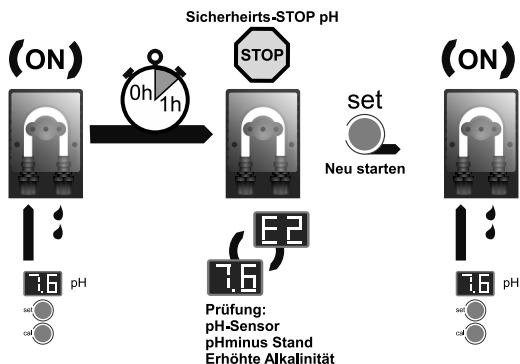 Sicherheirts-STOP pH
(ON)
0h
1h
STOP
set
Neu starten
(ON)
E2
7.6
7.6
pH
set
cal
Prüfung:
pH-Sensor
pHminus Stand
Erhöhte Alkalinität
7.6
pH
set
cal